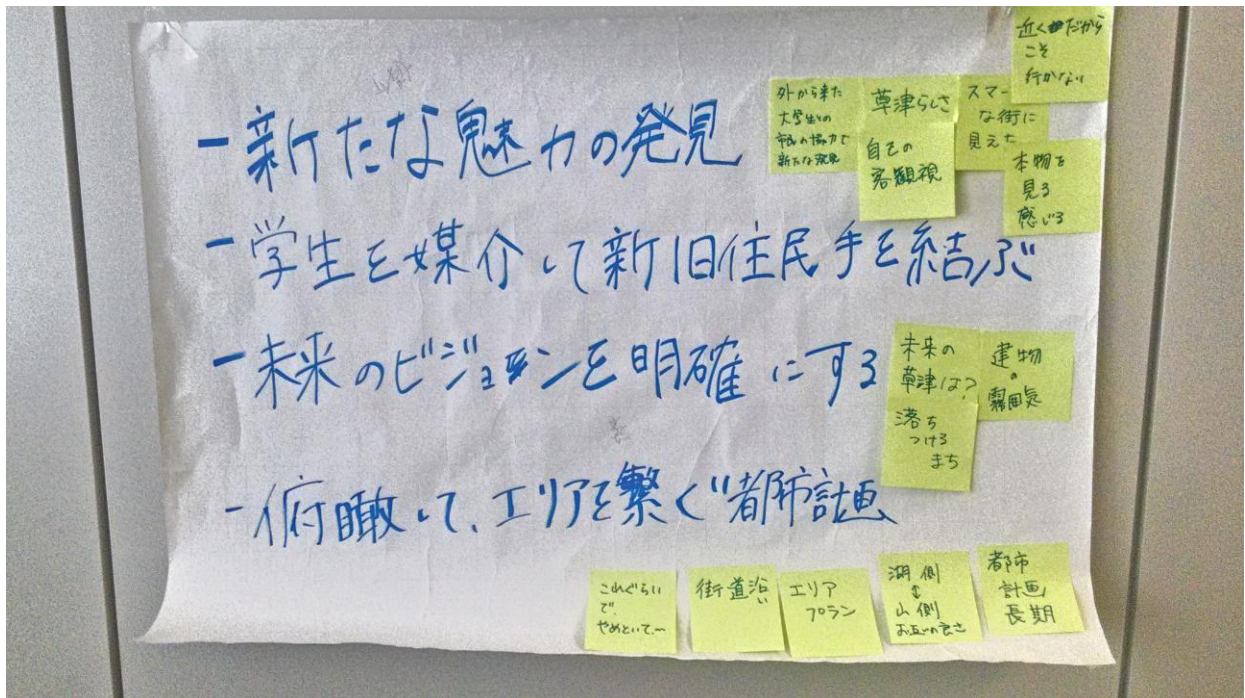 -新たな魅力の発見
外から来た
大学生との
市民の協力で
新たな発見
草津らしさ
自己の
客観視
スマー
な街に
見えた
近くだから
こそ
行かない
本物を
見る
感じる
-学生を媒介して新旧住民手を結ぶ
-未来のビジョンを明確にする
未来の
草津は?
建物
の
雰囲気
落ち
つける
まち
-俯瞰して、エリアを繋ぐ都市計画
これぐらい
で、
やめといて〜
街道沿い
エリア
プラン
湖側
↕
山側
お互いの良さ
都市
計画
長期